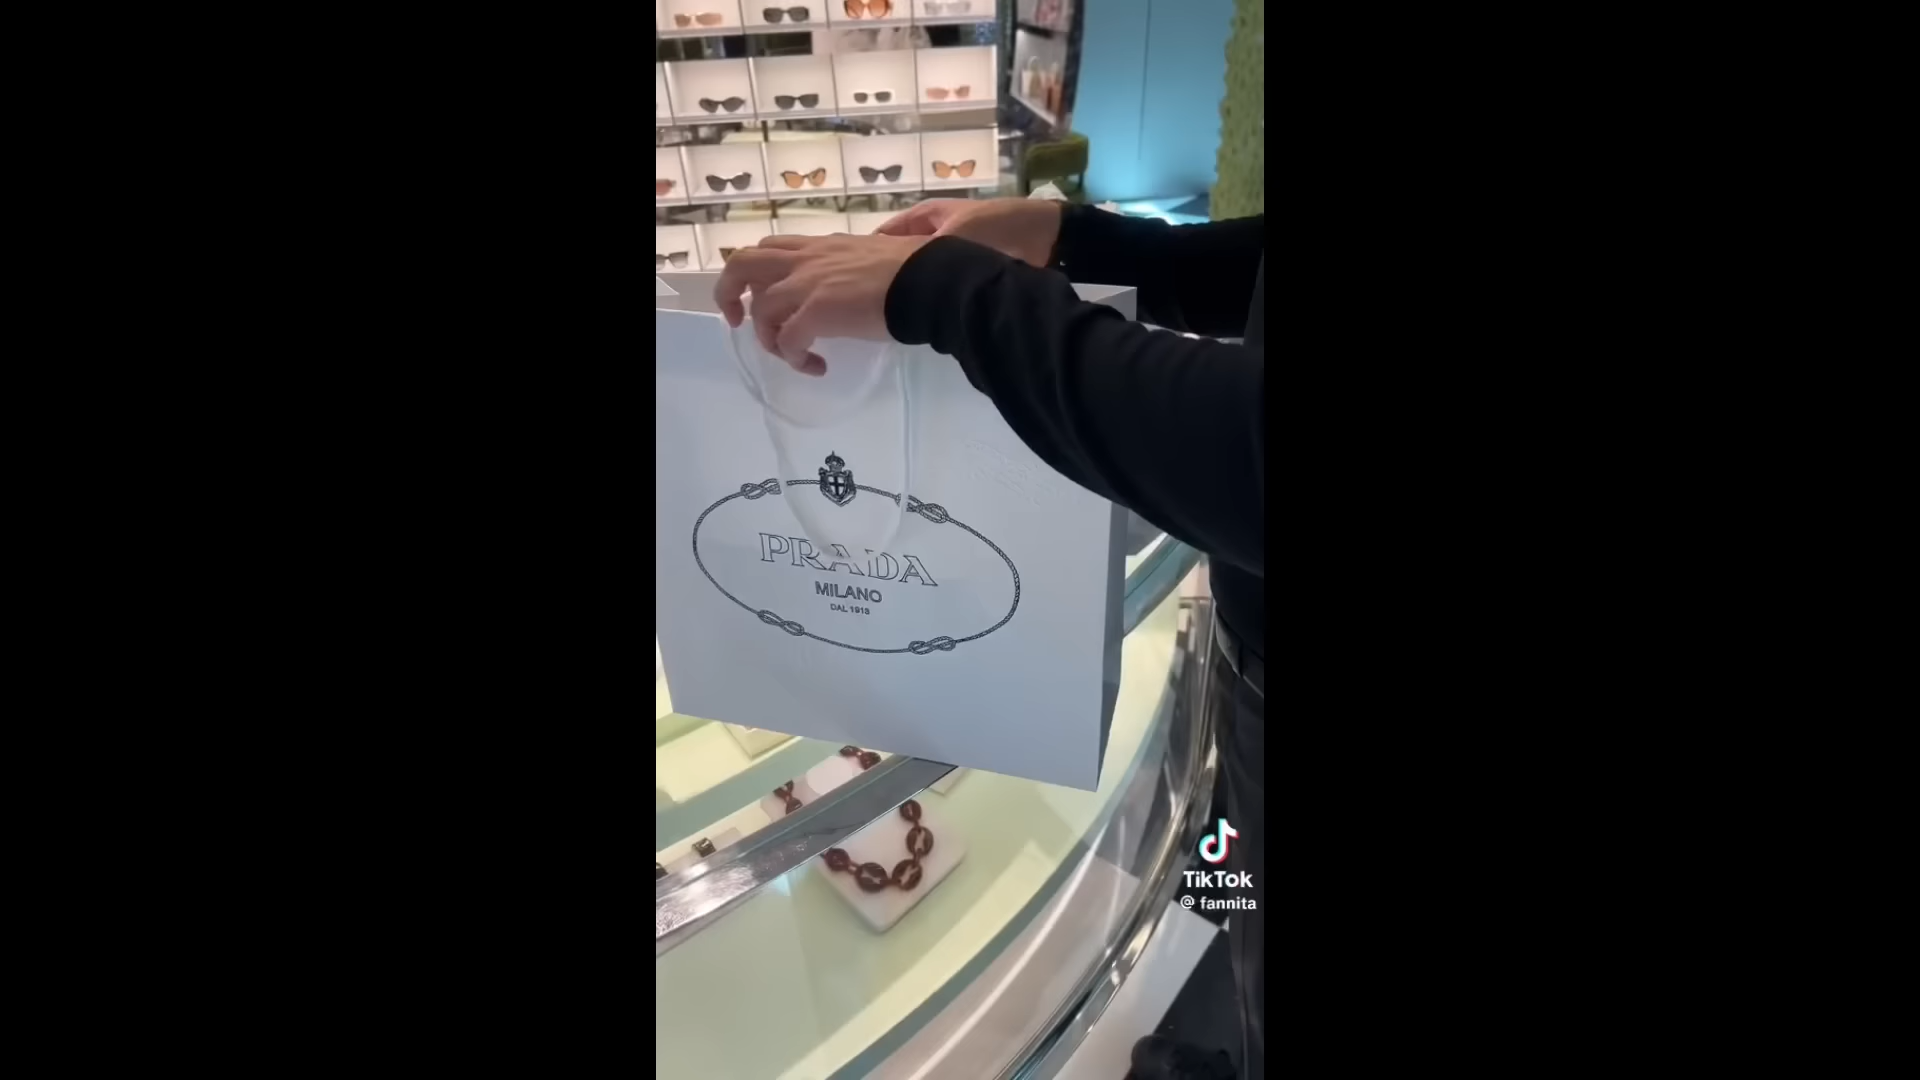 PRADA
MILANO
DAL 1913
TikTok
@ fannita